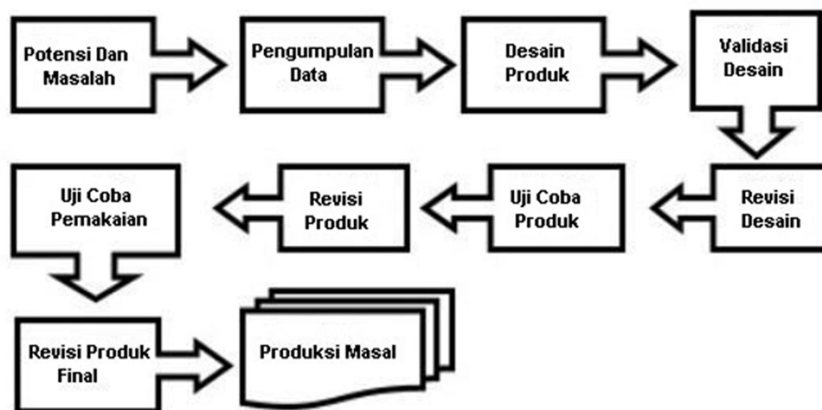 Potensi Dan
Masalah
Pengumpulan
Data
Desain
Produk
Validasi
Desain
Revisi
Desain
Uji Coba
Produk
Revisi
Produk
Uji Coba
Pemakaian
Revisi Produk
Final
Produksi Masal